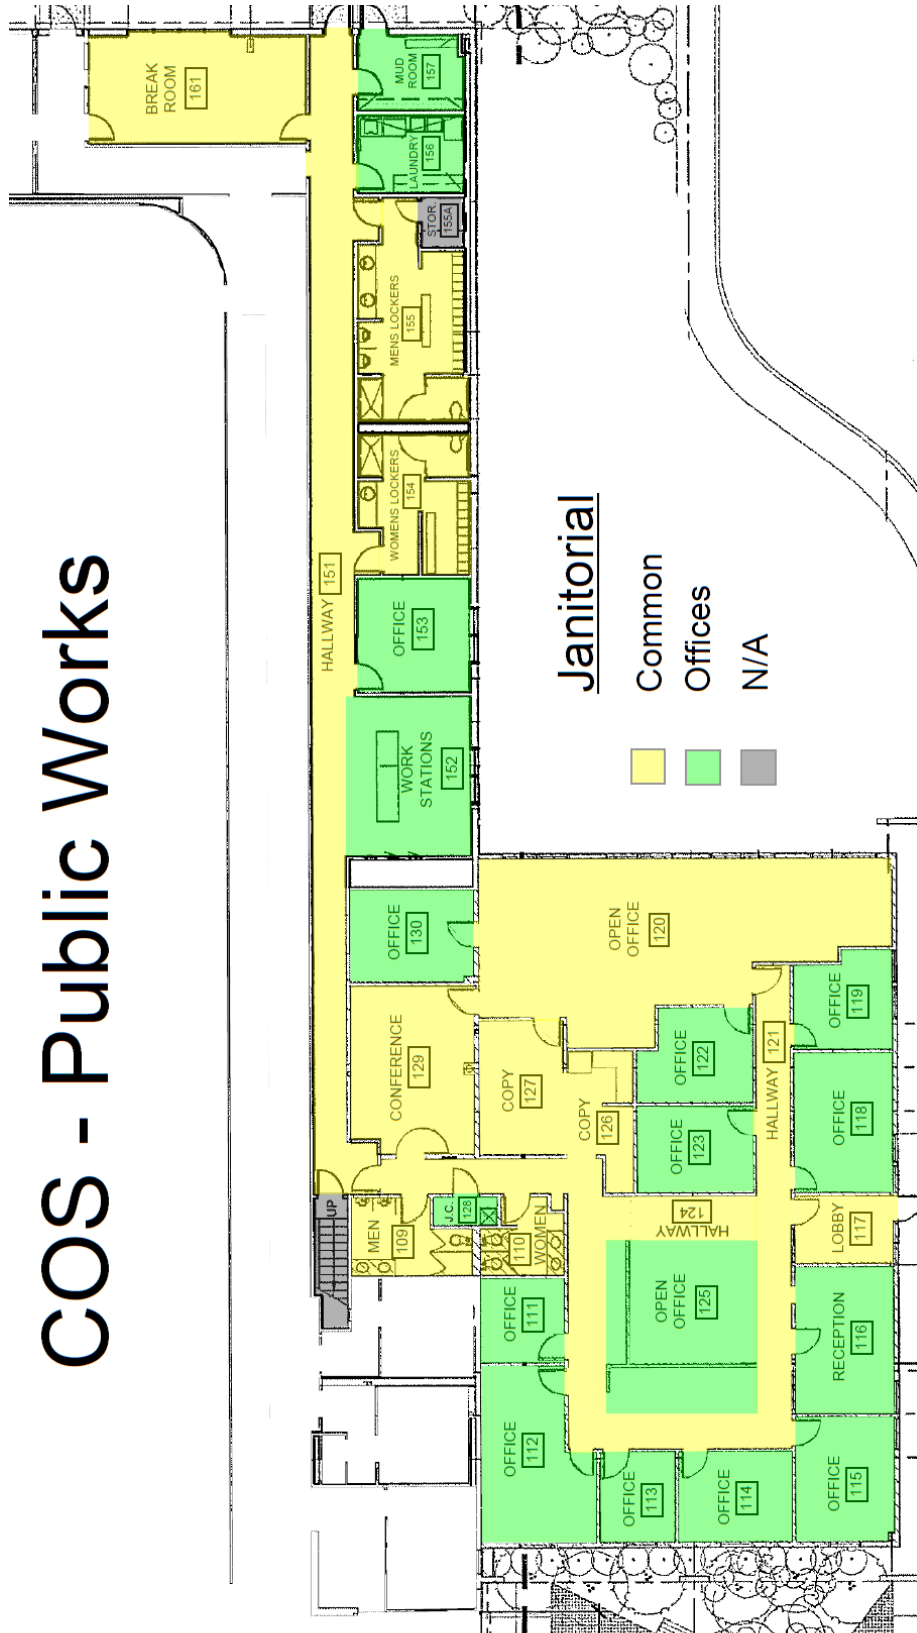 COS - Public Works
BREAK
ROOM
161
MUD
ROOM
157
LAUNDRY
156
STOR.
155A
MENS LOCKERS
155
WOMENS LOCKERS
154
HALLWAY 151
OFFICE
153
WORK
STATIONS
152
OFFICE
130
CONFERENCE
129
OPEN
OFFICE
120
COPY
127
COPY
126
OFFICE
122
OFFICE
123
HALLWAY 121
OFFICE
119
OFFICE
118
LOBBY
117
HALLWAY
124
UP
MEN
109
J.C.
128
WOMEN
110
OFFICE
111
OPEN
OFFICE
125
RECEPTION
116
OFFICE
112
OFFICE
113
OFFICE
114
OFFICE
115
Janitorial
Common
Offices
N/A